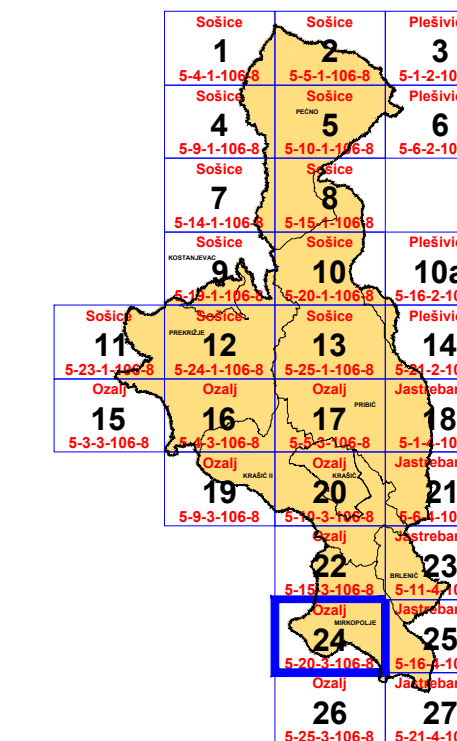 Sošice Sošice Plešivi
1 2 3
5-4-1-106-8 5-5-1-106-8 5-1-2-10
Sošice Sošice Plešivi
PEĆNO
4 5 6
5-9-1-106-8 5-10-1-106-8 5-6-2-10
Sošice Sošice
7 8
5-14-1-106-8 5-15-1-106-8
Sošice Sošice Plešivi
KOSTANJEVAC
9 10 10a
5-19-1-106-8 5-20-1-106-8 5-16-2-10
Sošice Sošice Sošice Plešivi
PREKRIŽJE
11 12 13 14
5-23-1-106-8 5-24-1-106-8 5-25-1-106-8 5-21-2-10
Ozalj Ozalj Ozalj Jastrebar
PRIBIĆ
15 16 17 18
5-3-3-106-8 5-4-3-106-8 5-5-3-106-8 5-1-4-10
Ozalj Ozalj Jastrebar
KRAŠIĆ II KRAŠIĆ
19 20 21
5-9-3-106-8 5-10-3-106-8 5-6-4-10
Ozalj Jastrebar
22 BRLENIĆ 23
5-15-3-106-8 5-11-4-10
Ozalj Jastrebar
MIRKOPOLJE
24 25
5-20-3-106-8 5-16-4-10
Ozalj Jastrebar
26 27
5-25-3-106-8 5-21-4-10